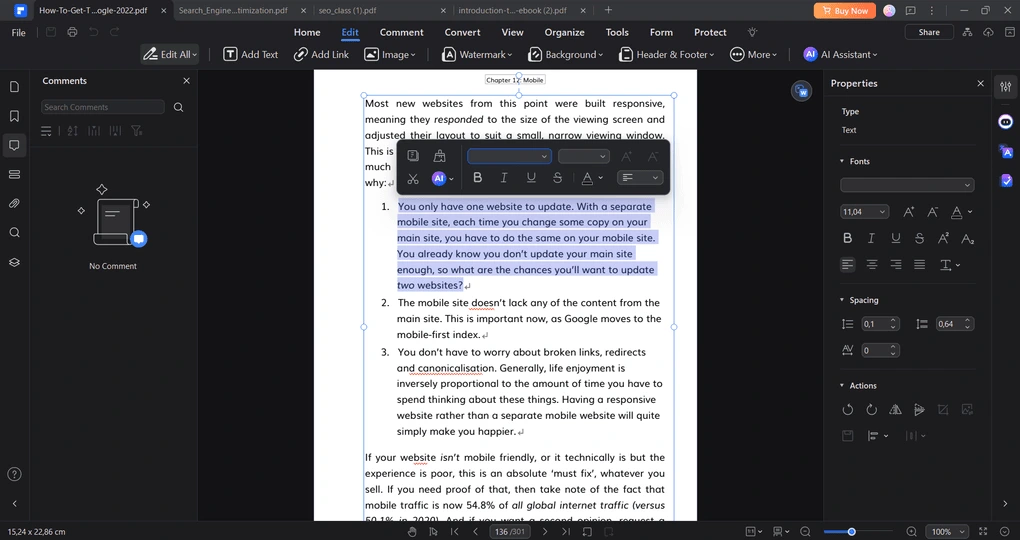 How-To-Get-T...ogle-2022.pdf
Search_Engine...timization.pdf
seo_class (1).pdf
introduction-t...-ebook (2).pdf
Buy Now
File
Home
Edit
Comment
Convert
View
Organize
Tools
Form
Protect
Share
Edit All
Add Text
Add Link
Image
Watermark
Background
Header & Footer
More
AI Assistant
Comments
Search Comments
No Comment
Chapter 17: Mobile
Most new websites from this point were built responsive,
meaning they responded to the size of the viewing screen and
adjusted their layout to suit a small, narrow viewing window.
This is
much
why:
1. You only have one website to update. With a separate
mobile site, each time you change some copy on your
main site, you have to do the same on your mobile site.
You already know you don't update your main site
enough, so what are the chances you'll want to update
two websites?
2. The mobile site doesn't lack any of the content from the
main site. This is important now, as Google moves to the
mobile-first index.
3. You don't have to worry about broken links, redirects
and canonicalisation. Generally, life enjoyment is
inversely proportional to the amount of time you have to
spend thinking about these things. Having a responsive
website rather than a separate mobile website will quite
simply make you happier.
If your website isn't mobile friendly, or it technically is but the
experience is poor, this is an absolute 'must fix', whatever you
sell. If you need proof of that, then take note of the fact that
mobile traffic is now 54.8% of all global internet traffic (versus
50.1% in 2020). And if you want a second opinion, request a
Properties
Type
Text
Fonts
11,04
Spacing
0,1
0,64
0
Actions
15,24 x 22,86 cm
136 /301
100%